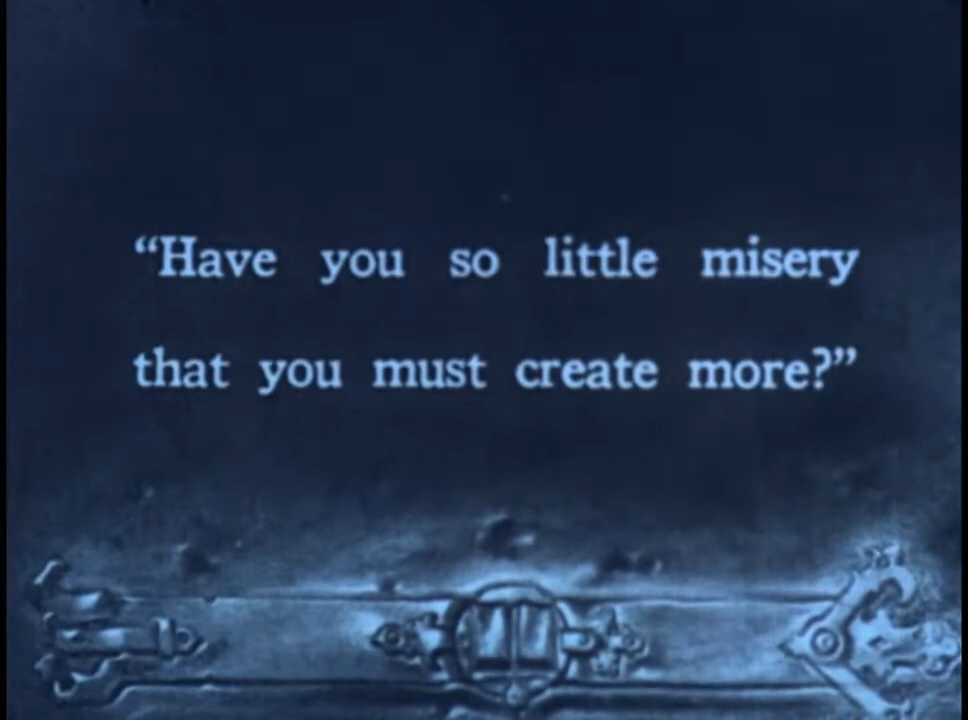 “Have you so little misery
that you must create more?”